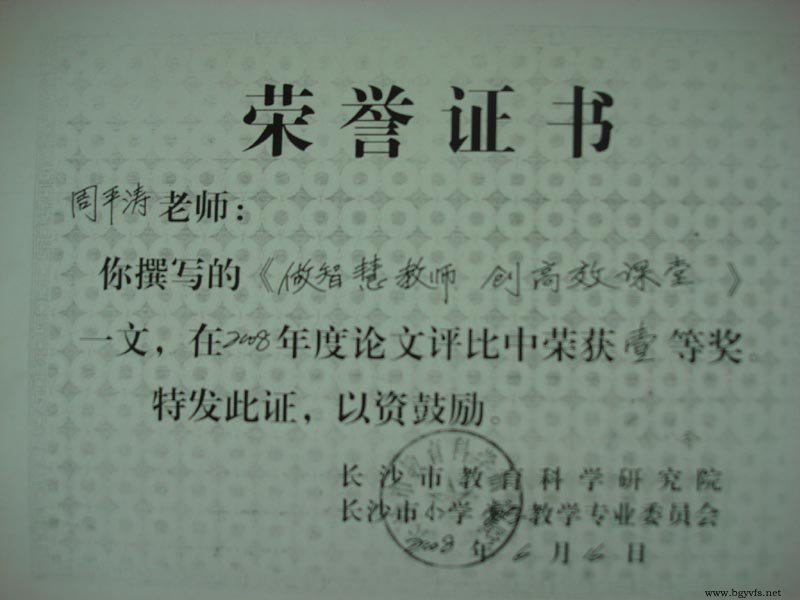 荣誉证书
周平涛老师：
你撰写的《做智慧教师 创高效课堂》
一文，在2008年度论文评比中荣获壹等奖。
特发此证，以资鼓励。
长沙市教育科学研究院
长沙市小学教学专业委员会
2008年6月6日
www.bgyvfs.net